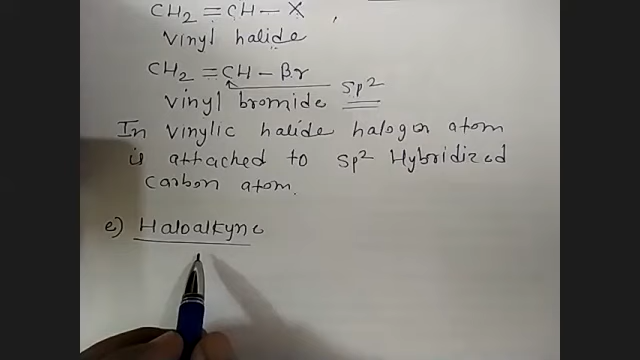 CH2 = CH - X ,
Vinyl halide
CH2 = CH - Br
Sp2
vinyl bromide
In vinylic halide halogen atom
is attached to sp2 Hybridized
carbon atom.
e) Haloalkyne